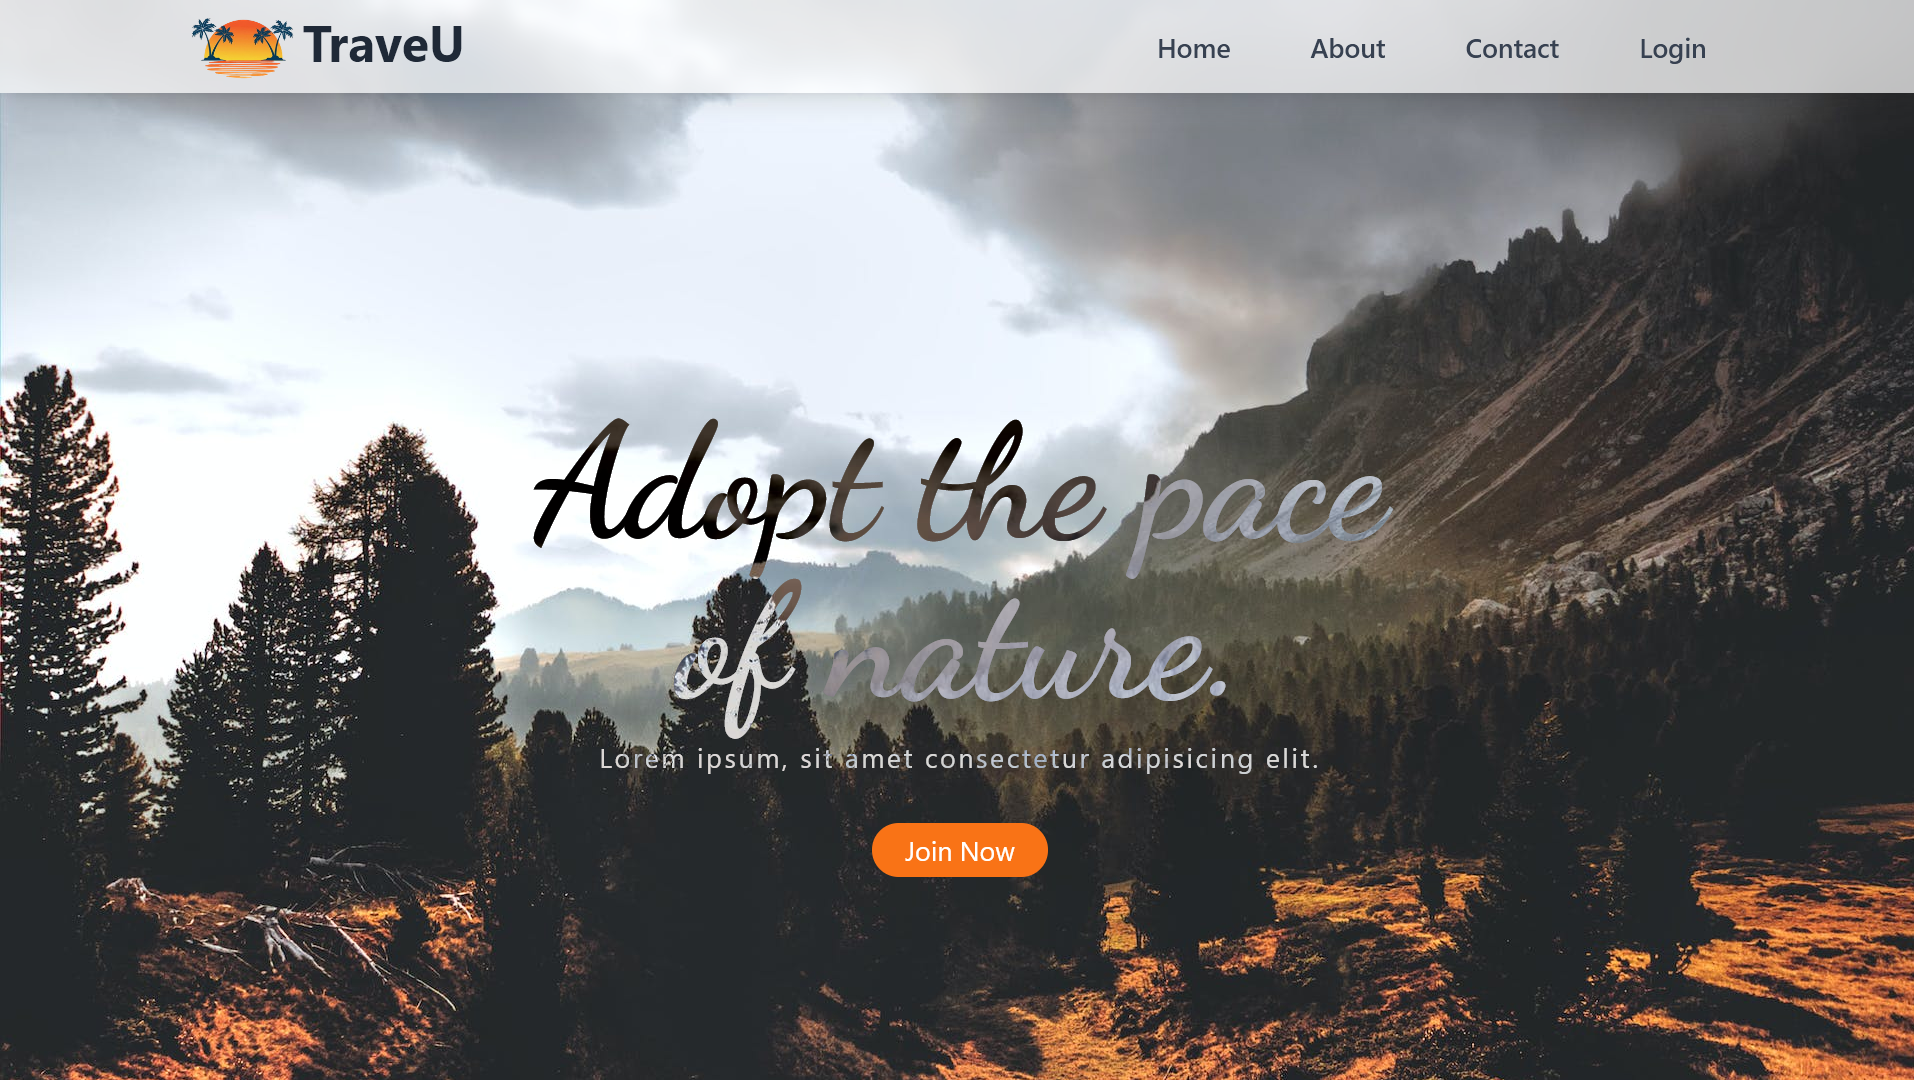 TraveU
Home About Contact Login
Adopt the pace
of nature.
Lorem ipsum, sit amet consectetur adipisicing elit.
Join Now